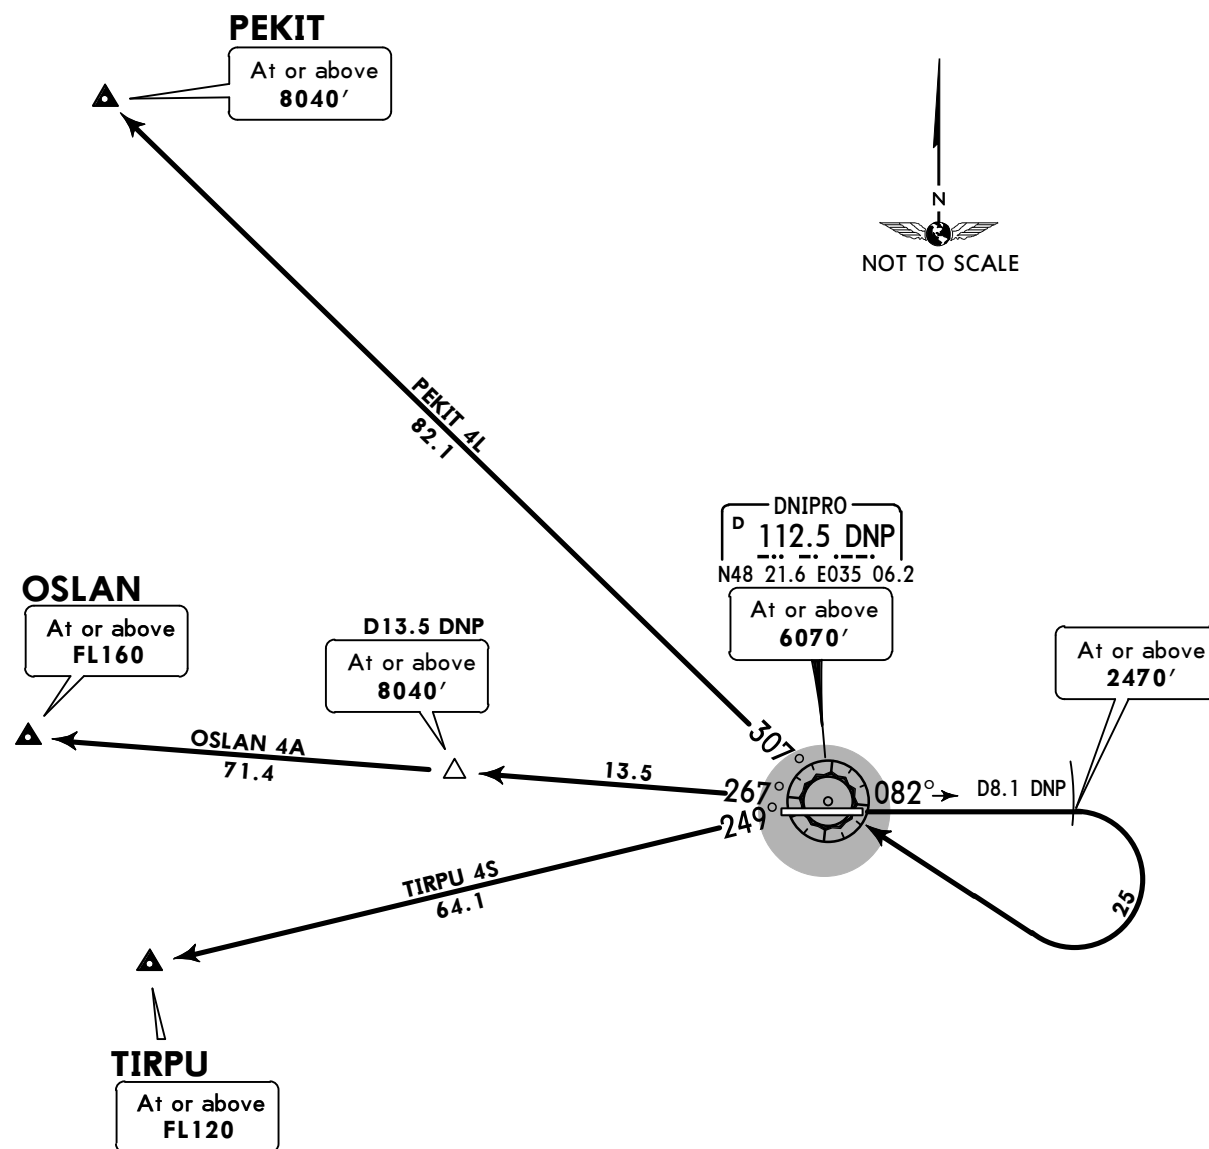 PEKIT
At or above
8040′
N
NOT TO SCALE
PEKIT 4L
82.1
DNIPRO
D 112.5 DNP
N48 21.6 E035 06.2
At or above
6070′
OSLAN
At or above
FL160
D13.5 DNP
At or above
8040′
At or above
2470′
OSLAN 4A
71.4
13.5
307°
267°
249°
082°
D8.1 DNP
25
TIRPU 4S
64.1
TIRPU
At or above
FL120